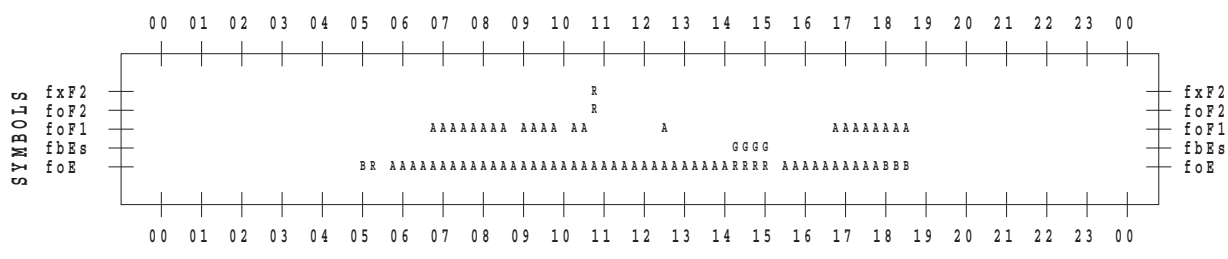 00 01 02 03 04 05 06 07 08 09 10 11 12 13 14 15 16 17 18 19 20 21 22 23 00
SYMBOLS
fxF2 R fxF2
foF2 R foF2
foF1 AAAAAAAA AAAA AA A AAAAAAAA foF1
fbEs GGGG fbEs
foE BR AAAAAAAAAAAAAAAAAAAAAAAAAAAAAAAAAARRRR AAAAAAAAAABBB foE
00 01 02 03 04 05 06 07 08 09 10 11 12 13 14 15 16 17 18 19 20 21 22 23 00